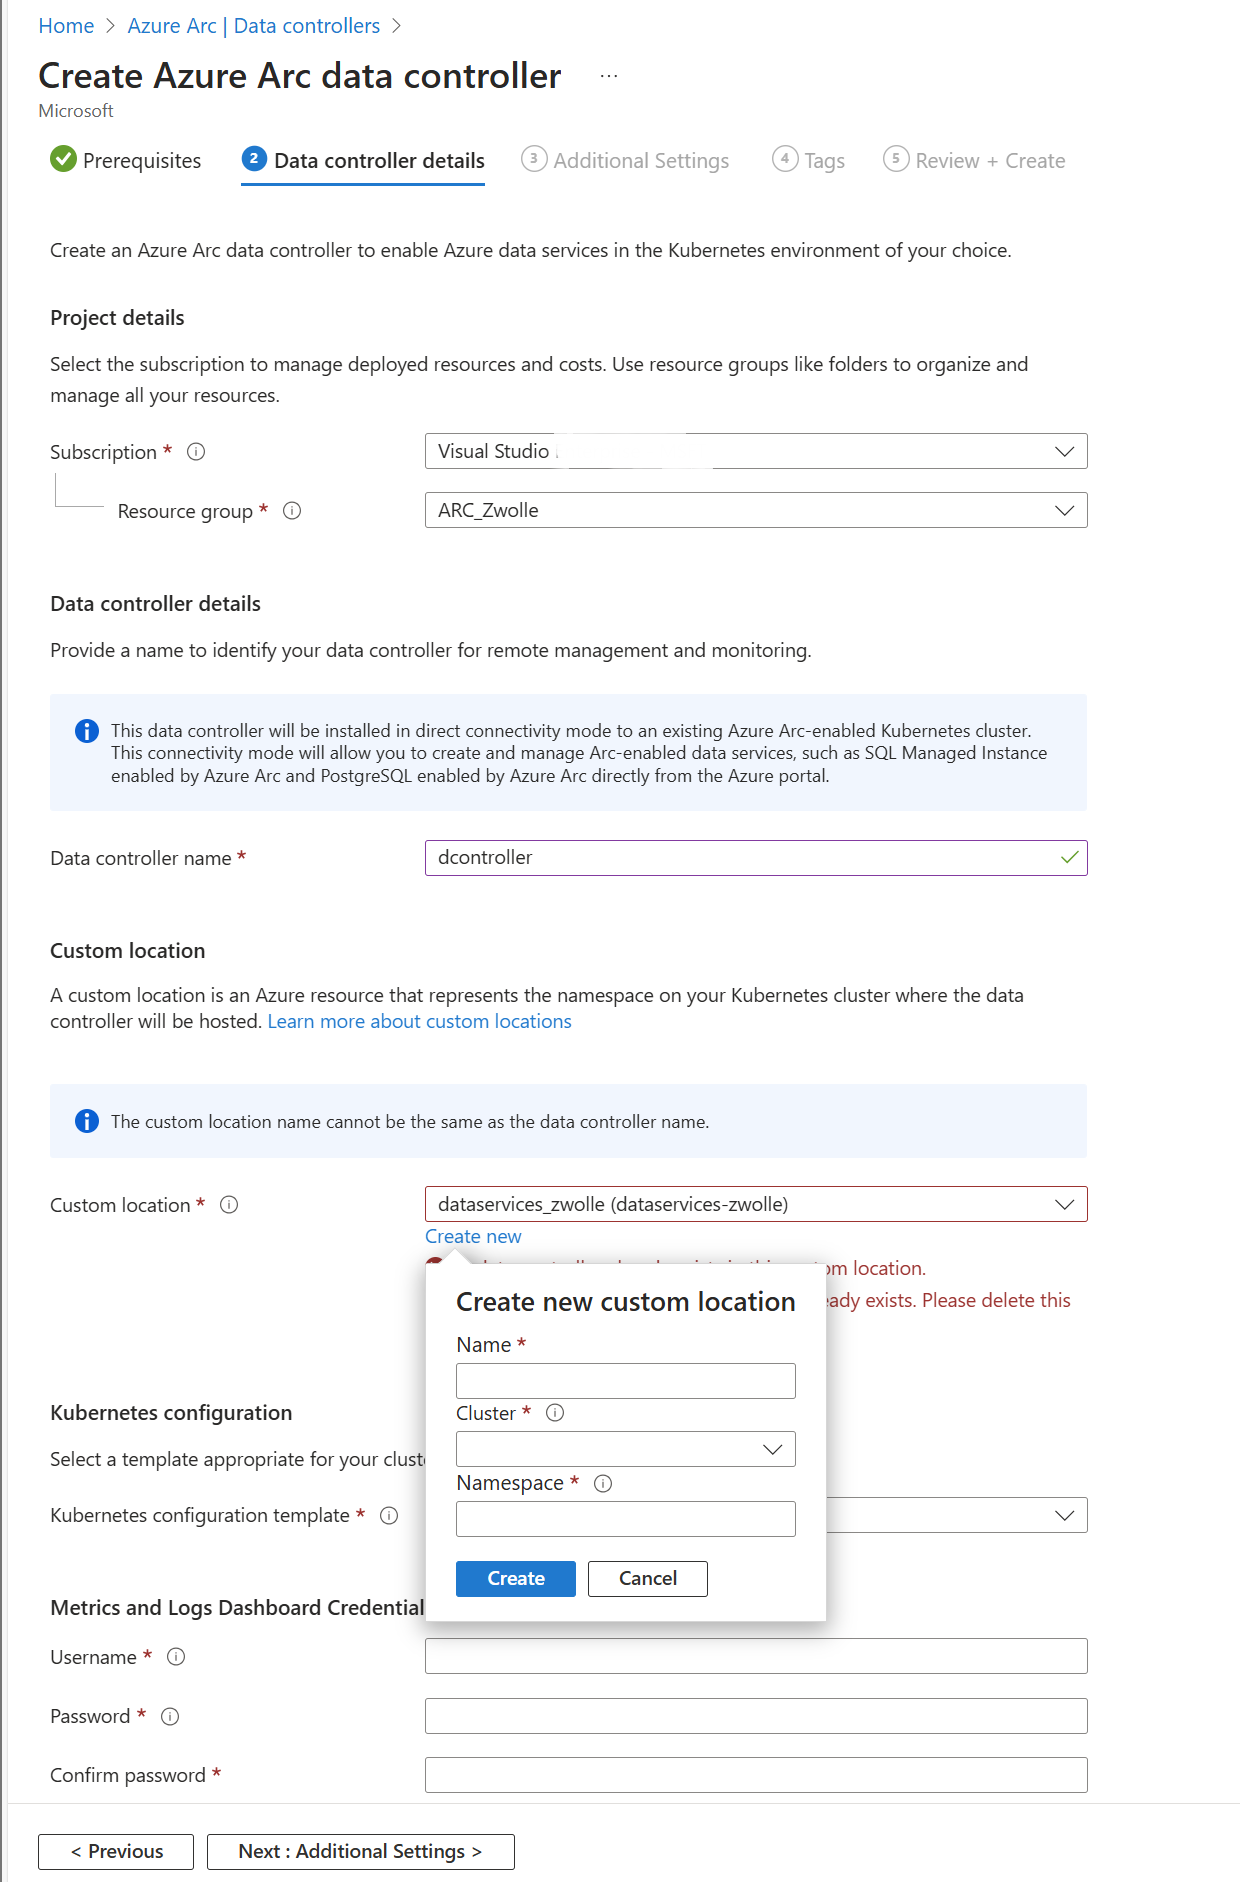 Home > Azure Arc | Data controllers >
Create Azure Arc data controller ...
Microsoft
Prerequisites 2 Data controller details 3 Additional Settings 4 Tags 5 Review + Create
Create an Azure Arc data controller to enable Azure data services in the Kubernetes environment of your choice.
Project details
Select the subscription to manage deployed resources and costs. Use resource groups like folders to organize and
manage all your resources.
Subscription * Visual Studio
Resource group * ARC_Zwolle
Data controller details
Provide a name to identify your data controller for remote management and monitoring.
This data controller will be installed in direct connectivity mode to an existing Azure Arc-enabled Kubernetes cluster.
This connectivity mode will allow you to create and manage Arc-enabled data services, such as SQL Managed Instance
enabled by Azure Arc and PostgreSQL enabled by Azure Arc directly from the Azure portal.
Data controller name * dcontroller
Custom location
A custom location is an Azure resource that represents the namespace on your Kubernetes cluster where the data
controller will be hosted. Learn more about custom locations
The custom location name cannot be the same as the data controller name.
Custom location * dataservices_zwolle (dataservices-zwolle)
Create new
location.
exists. Please delete this
Create new custom location
Name *
Cluster *
Namespace *
Create Cancel
Kubernetes configuration
Select a template appropriate for your
Kubernetes configuration template *
Metrics and Logs Dashboard Credential
Username *
Password *
Confirm password *
< Previous Next : Additional Settings >